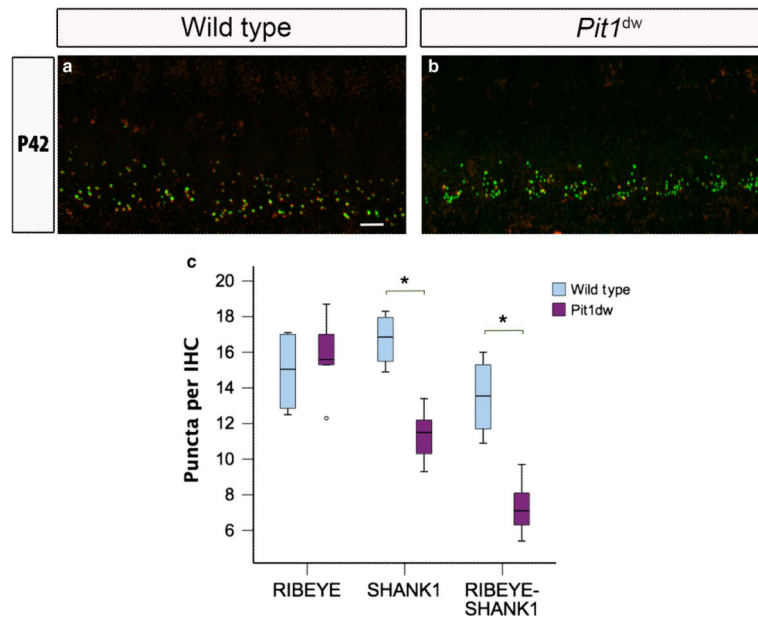 Wild type
Pit1dw
a
b
P42
c
20
18
16
14
12
10
8
6
Puncta per IHC
*
*
Wild type
Pit1dw
RIBEYE
SHANK1
RIBEYE-
SHANK1